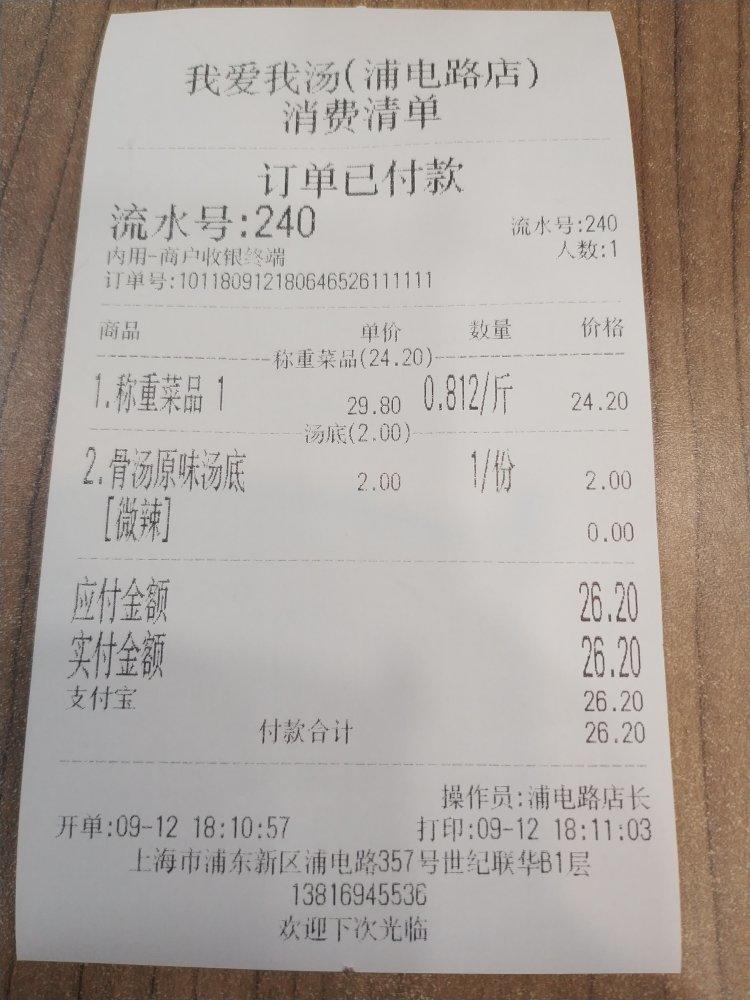 我爱我汤(浦电路店)
消费清单
订单已付款
流水号:240 流水号:240
内用-商户收银终端 人数:1
订单号:1011809121806465261​11111
商品 单价 数量 价格
称重菜品(24.20)
1.称重菜品 1 29.80 0.812/斤 24.20
汤底(2.00)
2.骨汤原味汤底 2.00 1/份 2.00
[微辣] 0.00
应付金额 26.20
实付金额 26.20
支付宝 26.20
付款合计 26.20
操作员:浦电路店长
开单:09-12 18:10:57 打印:09-12 18:11:03
上海市浦东新区浦电路357号世纪联华B1层
13816945536
欢迎下次光临